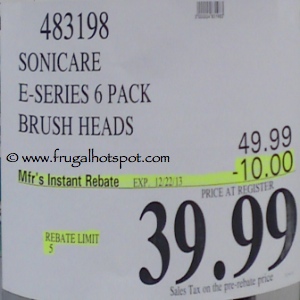 483198
SONICARE
E-SERIES 6 PACK
BRUSH HEADS
www.frugalhotspot.com
49.99
Mfr's Instant Rebate EXP. 12/22/13 -10.00
PRICE AT REGISTER
39.99
REBATE LIMIT
5
Sales Tax on the pre-rebate price